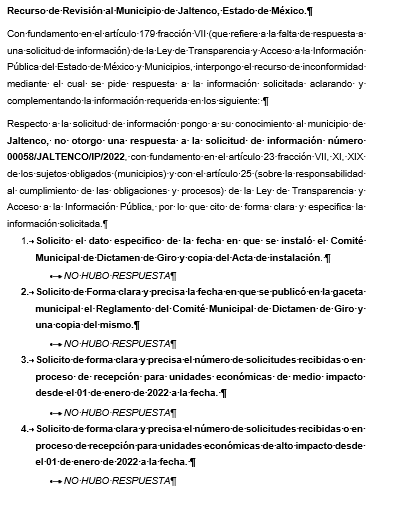 Recurso de Revisión al Municipio de Jaltenco, Estado de México.¶
Con fundamento en el artículo 179 fracción VII (que refiere a la falta de respuesta a
una solicitud de información) de la Ley de Transparencia y Acceso a la Información
Pública del Estado de México y Municipios, interpongo el recurso de inconformidad
mediante el cual se pide respuesta a la información solicitada aclarando y
complementando la información requerida en los siguiente: ¶
Respecto a la solicitud de información pongo a su conocimiento al municipio de
Jaltenco, no otorgo una respuesta a la solicitud de información número
00058/JALTENCO/IP/2022, con fundamento en el artículo 23 fracción VII, XI, XIX
de los sujetos obligados (municipios) y con el artículo 25 (sobre la responsabilidad
al cumplimiento de las obligaciones y procesos) de la Ley de Transparencia y
Acceso a la Información Pública, por lo que cito de forma clara y especifica la
información solicitada.¶
1.→ Solicito el dato especifico de la fecha en que se instaló el Comité
Municipal de Dictamen de Giro y copia del Acta de instalación. ¶
⟷ NO HUBO RESPUESTA¶
2.→ Solicito de Forma clara y precisa la fecha en que se publicó en la gaceta
municipal el Reglamento del Comité Municipal de Dictamen de Giro y
una copia del mismo.¶
⟷ NO HUBO RESPUESTA¶
3.→ Solicito de forma clara y precisa el número de solicitudes recibidas o en
proceso de recepción para unidades económicas de medio impacto
desde el 01 de enero de 2022 a la fecha. ¶
⟷ NO HUBO RESPUESTA¶
4.→ Solicito de forma clara y precisa el número de solicitudes recibidas o en
proceso de recepción para unidades económicas de alto impacto desde
el 01 de enero de 2022 a la fecha. ¶
⟷ NO HUBO RESPUESTA¶